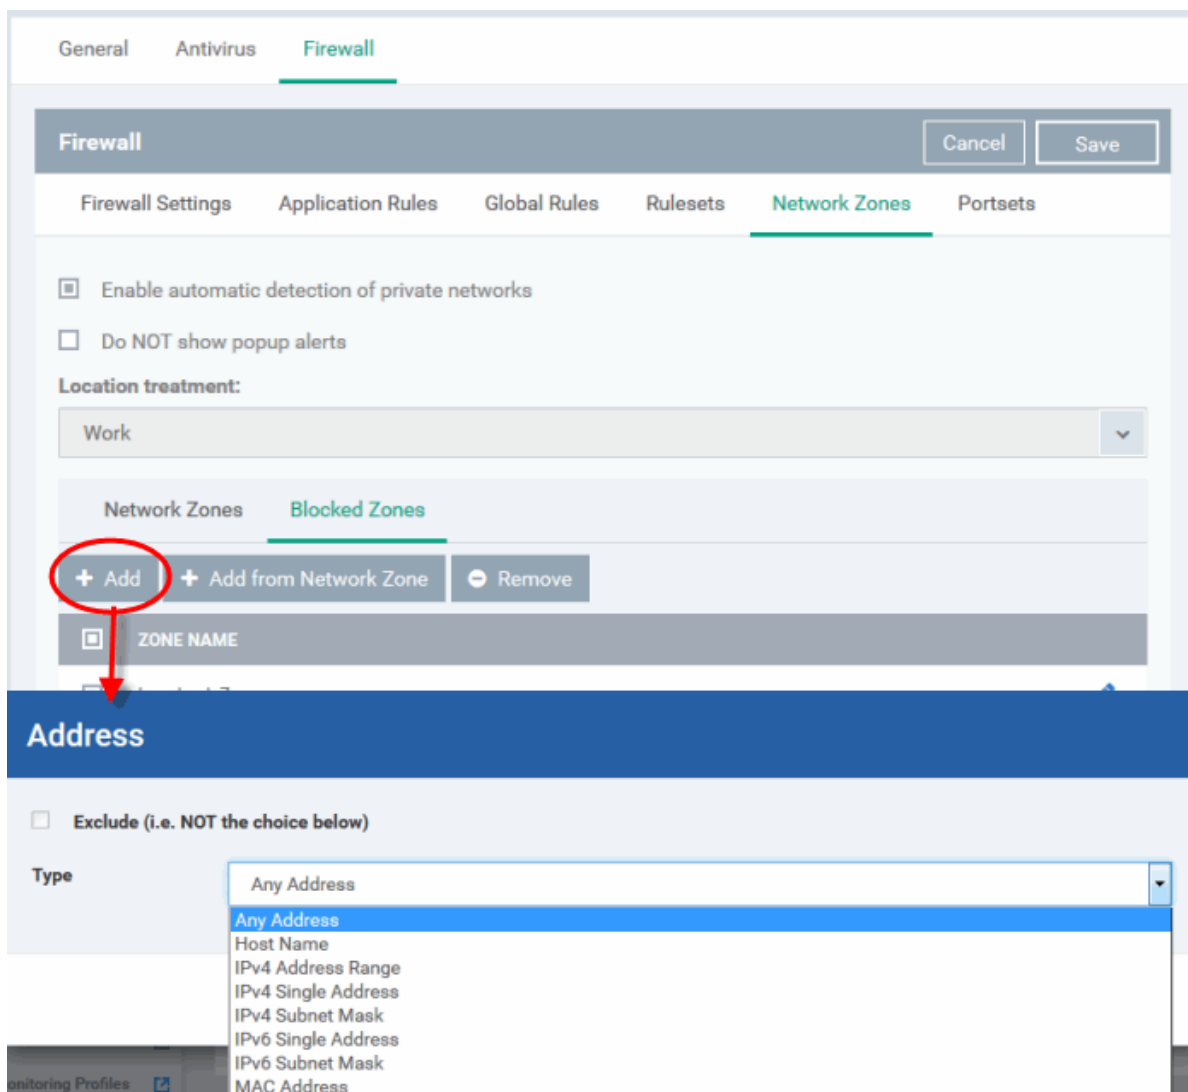 General Antivirus Firewall
Firewall Cancel Save
Firewall Settings Application Rules Global Rules Rulesets Network Zones Portsets
Enable automatic detection of private networks
Do NOT show popup alerts
Location treatment:
Work
Network Zones Blocked Zones
+ Add + Add from Network Zone Remove
ZONE NAME
Address
Exclude (i.e. NOT the choice below)
Type Any Address
Any Address
Host Name
IPv4 Address Range
IPv4 Single Address
IPv4 Subnet Mask
IPv6 Single Address
IPv6 Subnet Mask
onitoring Profiles MAC Address